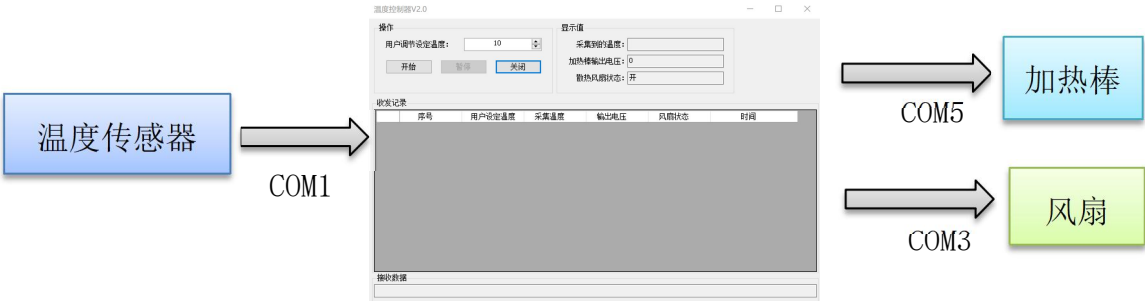 温度控制器V2.0
操作
用户调节设定温度： 10
开始 暂停 关闭
显示值
采集到的温度：
加热棒输出电压： 0
散热风扇状态： 开
收发记录
序号 用户设定温度 采集温度 输出电压 风扇状态 时间
接收数据
温度传感器
COM1
COM5
加热棒
COM3
风扇